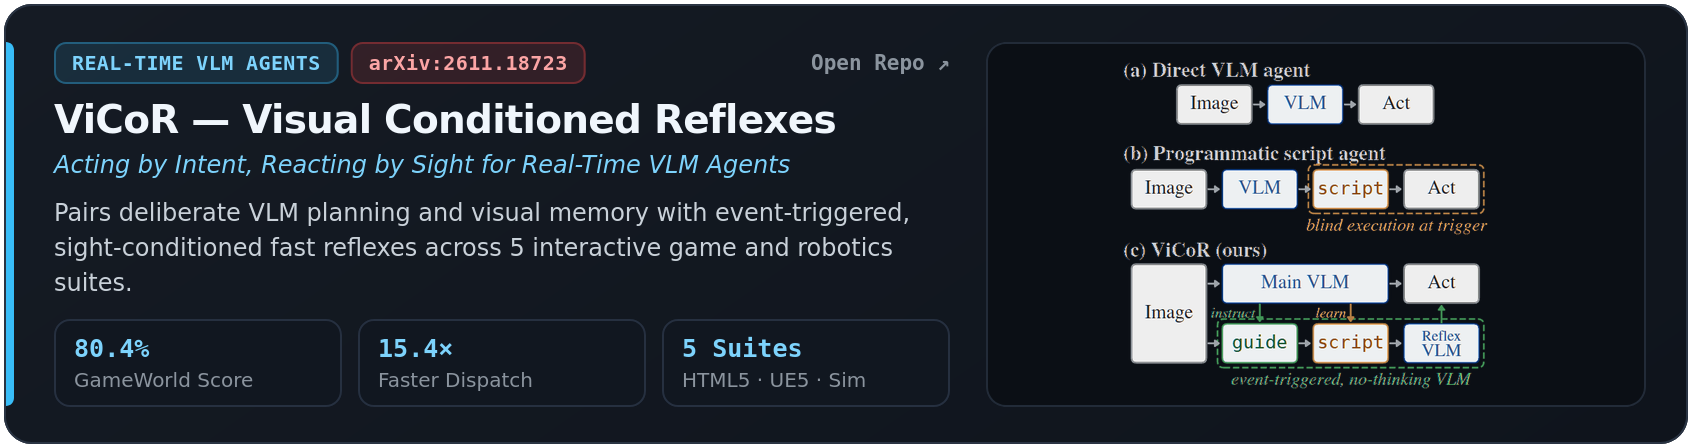 REAL-TIME VLM AGENTS
arXiv:2611.18723
Open Repo ↗
ViCoR — Visual Conditioned Reflexes
Acting by Intent, Reacting by Sight for Real-Time VLM Agents
Pairs deliberate VLM planning and visual memory with event-triggered,
sight-conditioned fast reflexes across 5 interactive game and robotics
suites.
80.4%
GameWorld Score
15.4×
Faster Dispatch
5 Suites
HTML5 · UE5 · Sim
(a) Direct VLM agent
Image
VLM
Act
(b) Programmatic script agent
Image
VLM
script
Act
blind execution at trigger
(c) ViCoR (ours)
Image
Main VLM
Act
instruct
learn
guide
script
Reflex
VLM
event-triggered, no-thinking VLM